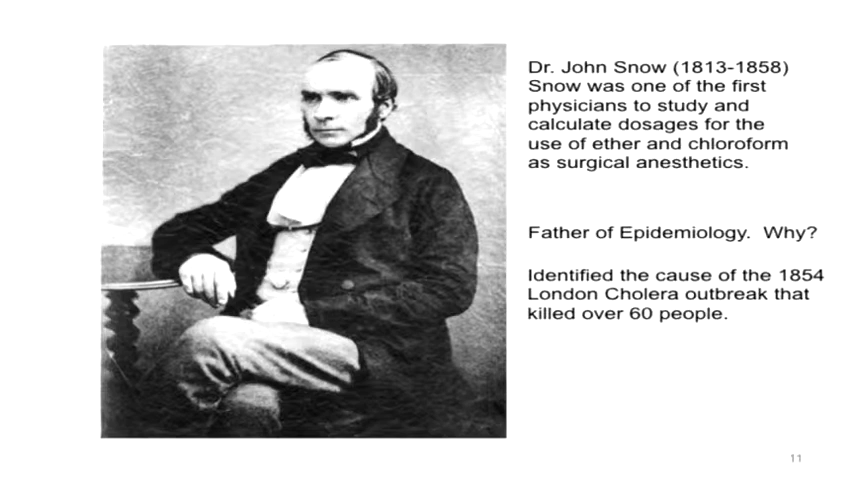 Dr. John Snow (1813-1858)
Snow was one of the first
physicians to study and
calculate dosages for the
use of ether and chloroform
as surgical anesthetics.
Father of Epidemiology.  Why?
Identified the cause of the 1854
London Cholera outbreak that
killed over 60 people.
11